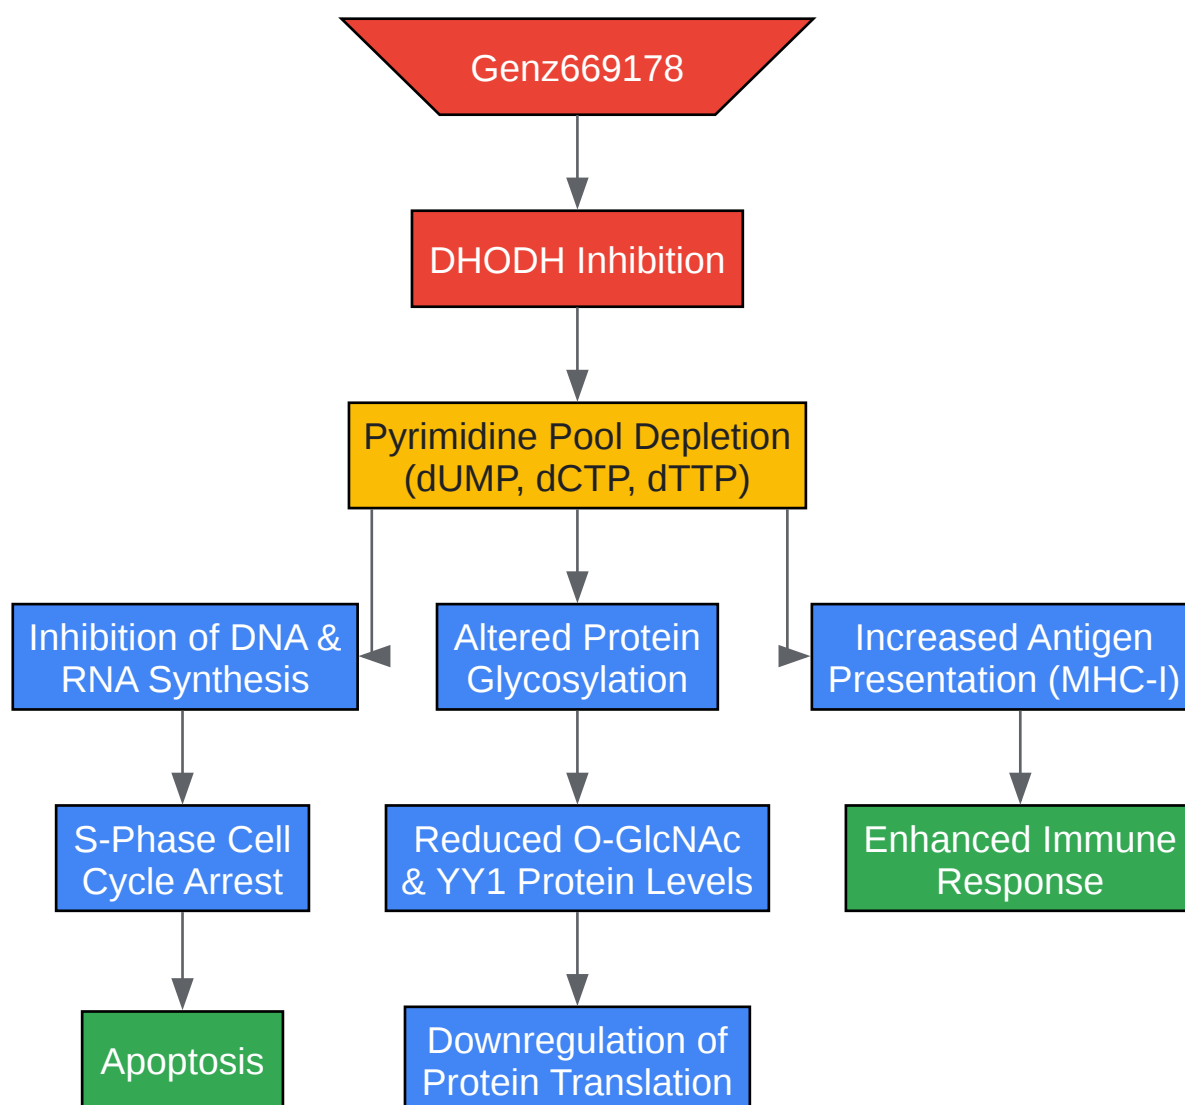 Genz669178
DHODH Inhibition
Pyrimidine Pool Depletion
(dUMP, dCTP, dTTP)
Inhibition of DNA &
RNA Synthesis
Altered Protein
Glycosylation
Increased Antigen
Presentation (MHC-I)
S-Phase Cell
Cycle Arrest
Reduced O-GlcNAc
& YY1 Protein Levels
Enhanced Immune
Response
Apoptosis
Downregulation of
Protein Translation